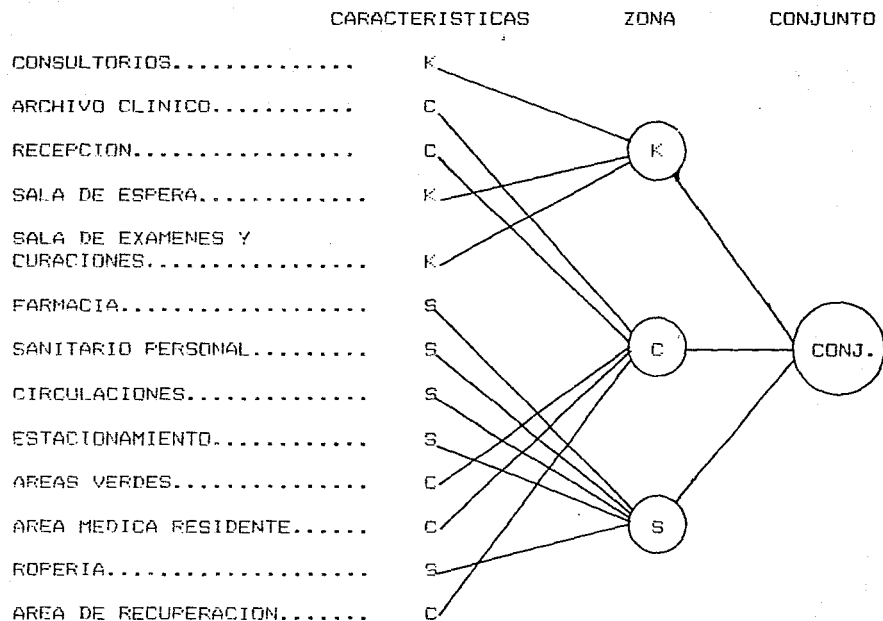 CARACTERISTICAS ZONA CONJUNTO
CONSULTORIOS.............. K
ARCHIVO CLINICO........... C
RECEPCION................. C
K
SALA DE ESPERA............. K
SALA DE EXAMENES Y
CURACIONES................ K
FARMACIA.................. S
SANITARIO PERSONAL........ S
C CONJ.
CIRCULACIONES............. S
ESTACIONAMIENTO........... S
AREAS VERDES.............. C
AREA MEDICA RESIDENTE...... C
S
ROPERIA................... S
AREA DE RECUPERACION....... C